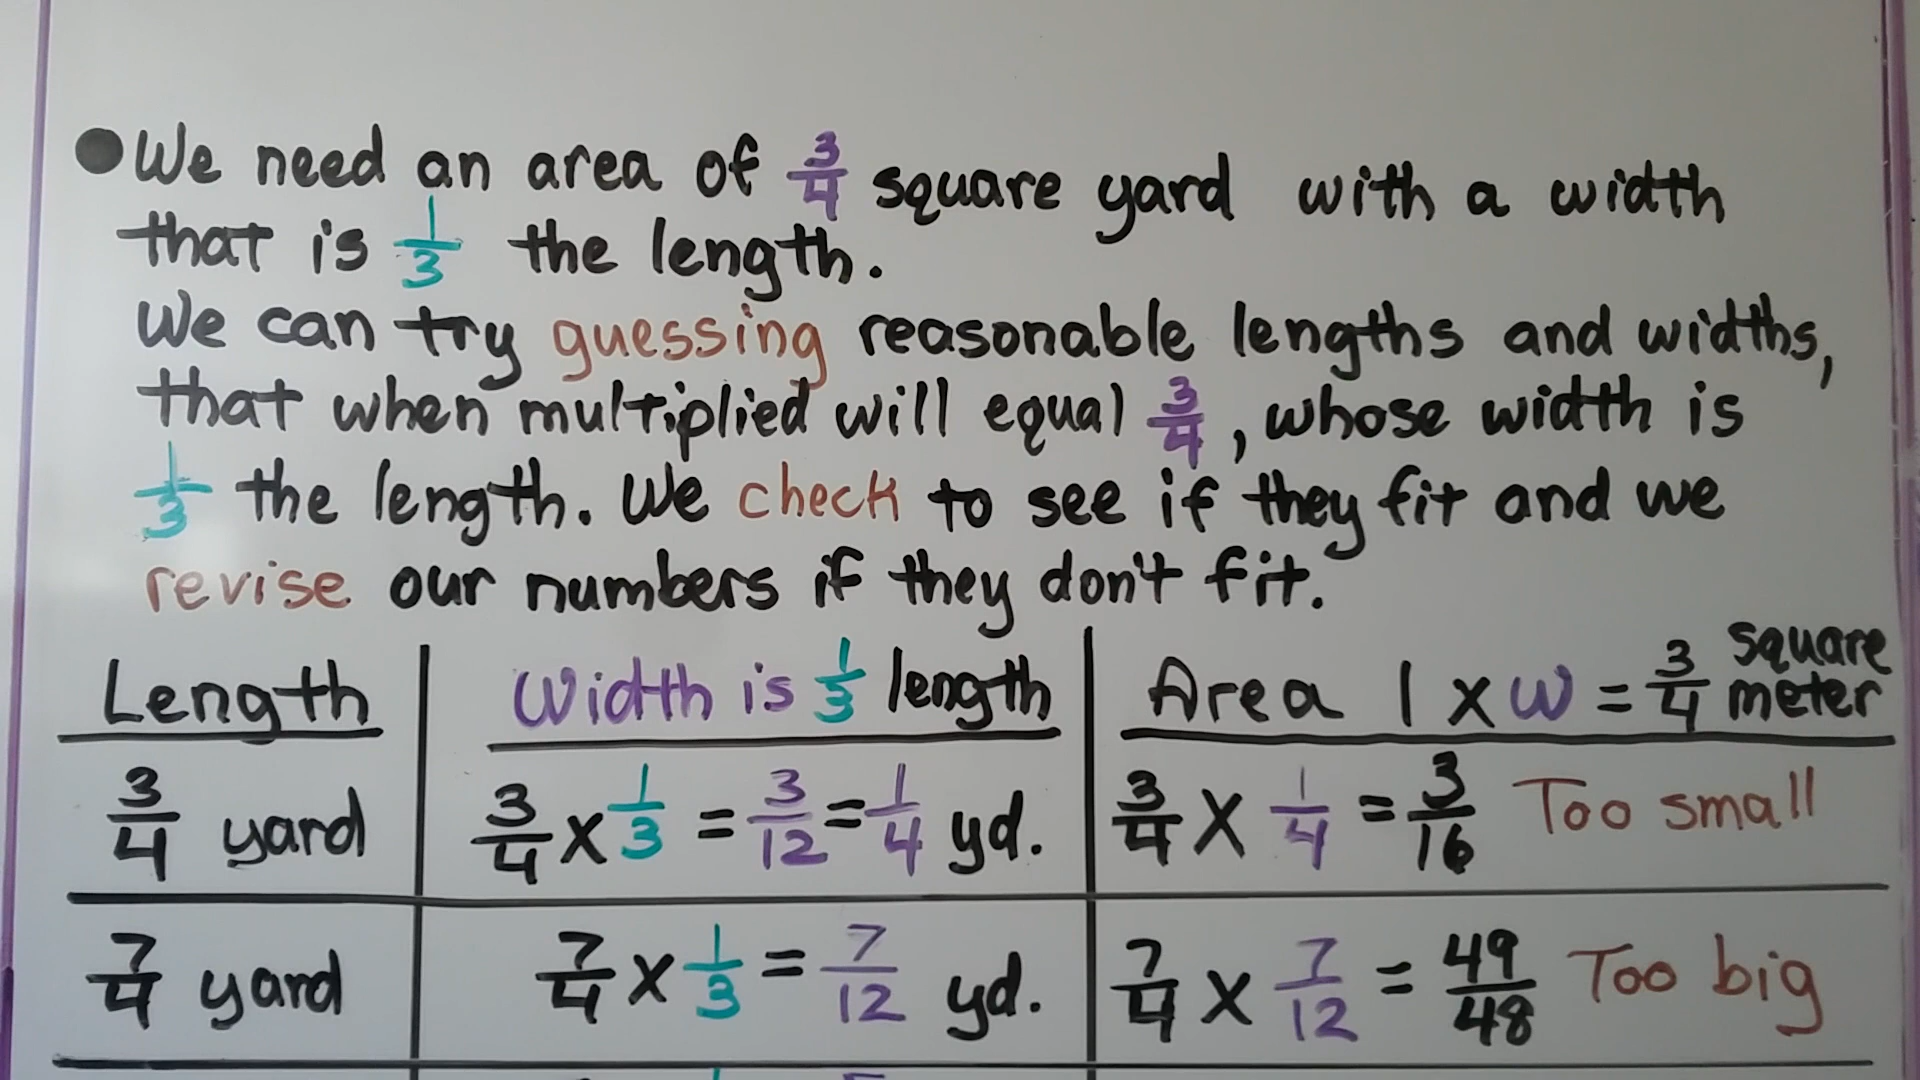 We need an area of 3/4 square yard with a width
that is 1/3 the length.
We can try guessing reasonable lengths and widths,
that when multiplied will equal 3/4, whose width is
1/3 the length. We check to see if they fit and we
revise our numbers if they don't fit.
Length | Width is 1/3 length | Area l x w = 3/4 square meter
3/4 yard | 3/4 x 1/3 = 3/12 = 1/4 yd. | 3/4 x 1/4 = 3/16 Too small
7/4 yard | 7/4 x 1/3 = 7/12 yd. | 7/4 x 7/12 = 49/48 Too big